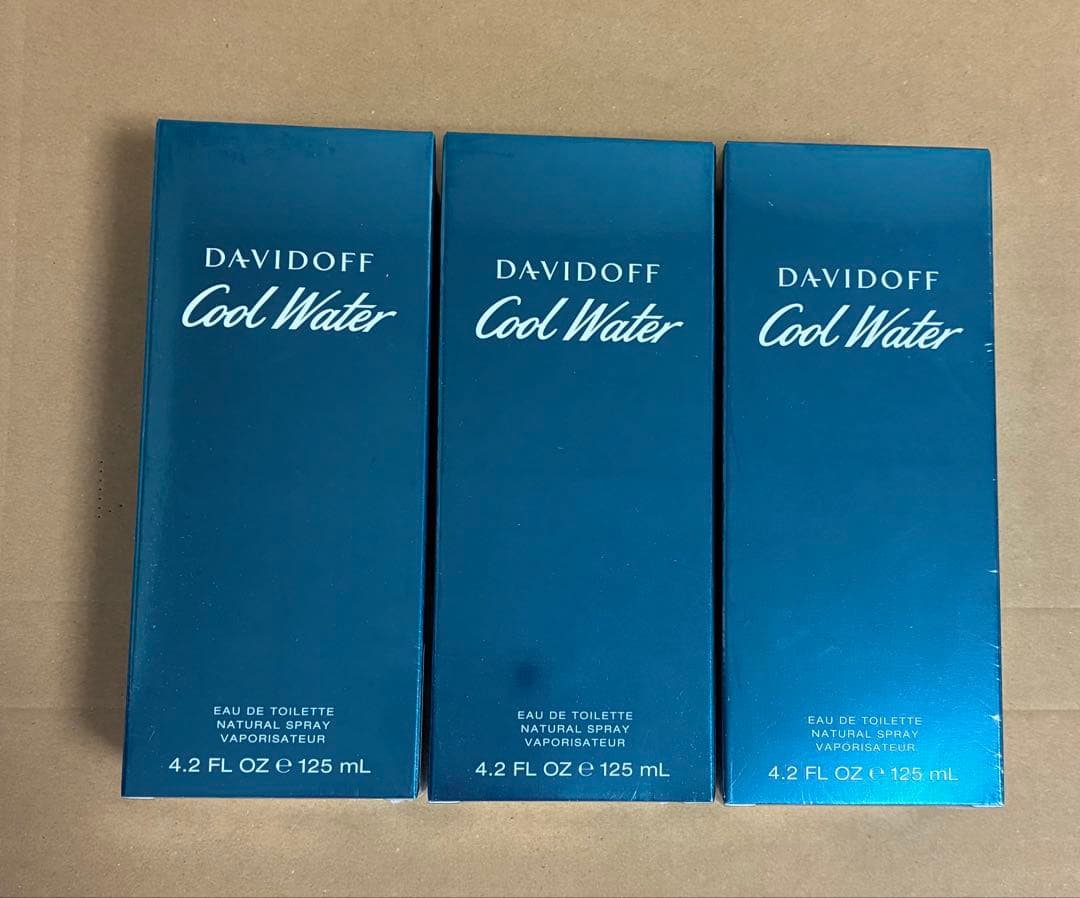 DAVIDOFF
Cool Water
EAU DE TOILETTE
NATURAL SPRAY
VAPORISATEUR
4.2 FL OZ ℮ 125 mL
DAVIDOFF
Cool Water
EAU DE TOILETTE
NATURAL SPRAY
VAPORISATEUR
4.2 FL OZ ℮ 125 mL
DAVIDOFF
Cool Water
EAU DE TOILETTE
NATURAL SPRAY
VAPORISATEUR
4.2 FL OZ ℮ 125 mL